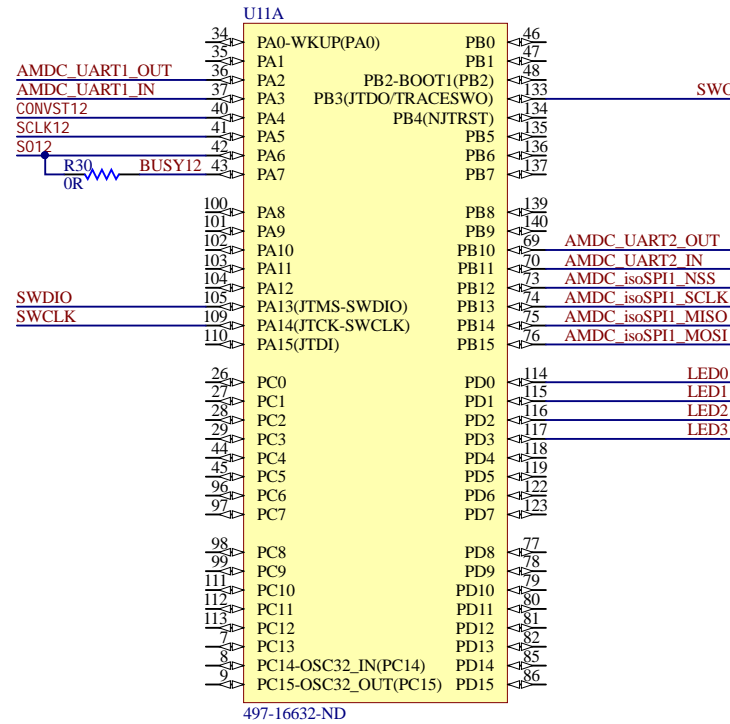 U11A
34 PA0-WKUP(PA0) PB0 46
35 PA1 PB1 47
AMDC_UART1_OUT 36 PA2 PB2-BOOT1(PB2) 48
AMDC_UART1_IN 37 PA3 PB3(JTDO/TRACESWO) 133 SWO
CONVST12 40 PA4 PB4(NJTRST) 134
SCLK12 41 PA5 PB5 135
SO12 42 PA6 PB6 136
R30 BUSY12 43 PA7 PB7 137
0R
100 PA8 PB8 139
101 PA9 PB9 140
102 PA10 PB10 69 AMDC_UART2_OUT
103 PA11 PB11 70 AMDC_UART2_IN
104 PA12 PB12 73 AMDC_isoSPI1_NSS
SWDIO 105 PA13(JTMS-SWDIO) PB13 74 AMDC_isoSPI1_SCLK
SWCLK 109 PA14(JTCK-SWCLK) PB14 75 AMDC_isoSPI1_MISO
110 PA15(JTDI) PB15 76 AMDC_isoSPI1_MOSI
26 PC0 PD0 114 LED0
27 PC1 PD1 115 LED1
28 PC2 PD2 116 LED2
29 PC3 PD3 117 LED3
44 PC4 PD4 118
45 PC5 PD5 119
96 PC6 PD6 122
97 PC7 PD7 123
98 PC8 PD8 77
99 PC9 PD9 78
111 PC10 PD10 79
112 PC11 PD11 80
113 PC12 PD12 81
7 PC13 PD13 82
8 PC14-OSC32_IN(PC14) PD14 85
9 PC15-OSC32_OUT(PC15) PD15 86
497-16632-ND